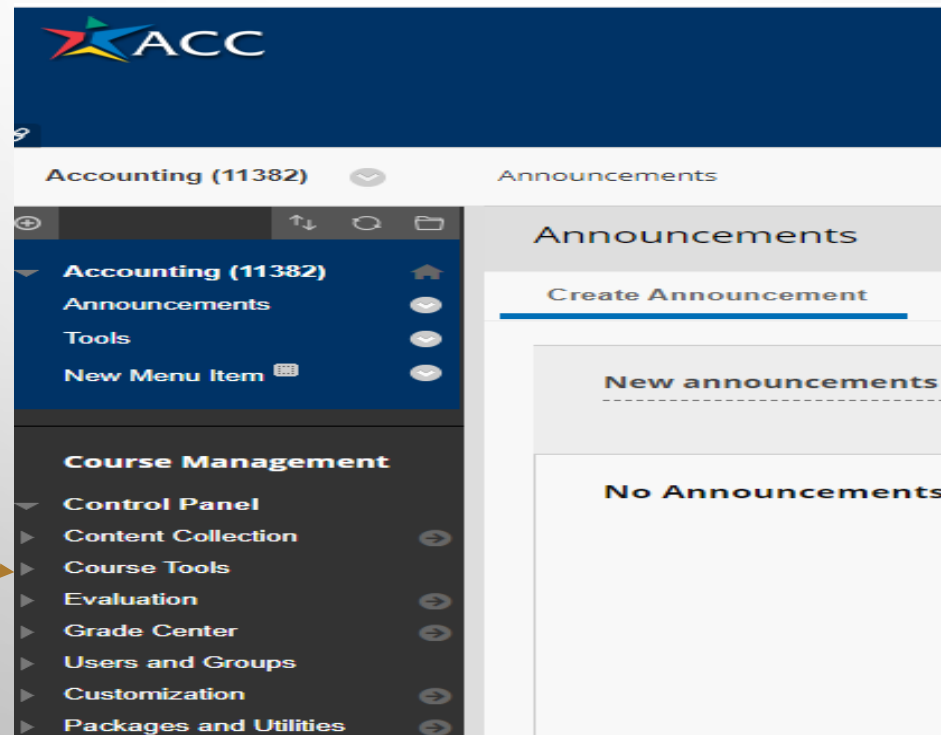 ACC
Accounting (11382)
Announcements
Announcements
Create Announcement
New announcements
No Announcements
Accounting (11382)
Announcements
Tools
New Menu Item
Course Management
Control Panel
Content Collection
Course Tools
Evaluation
Grade Center
Users and Groups
Customization
Packages and Utilities